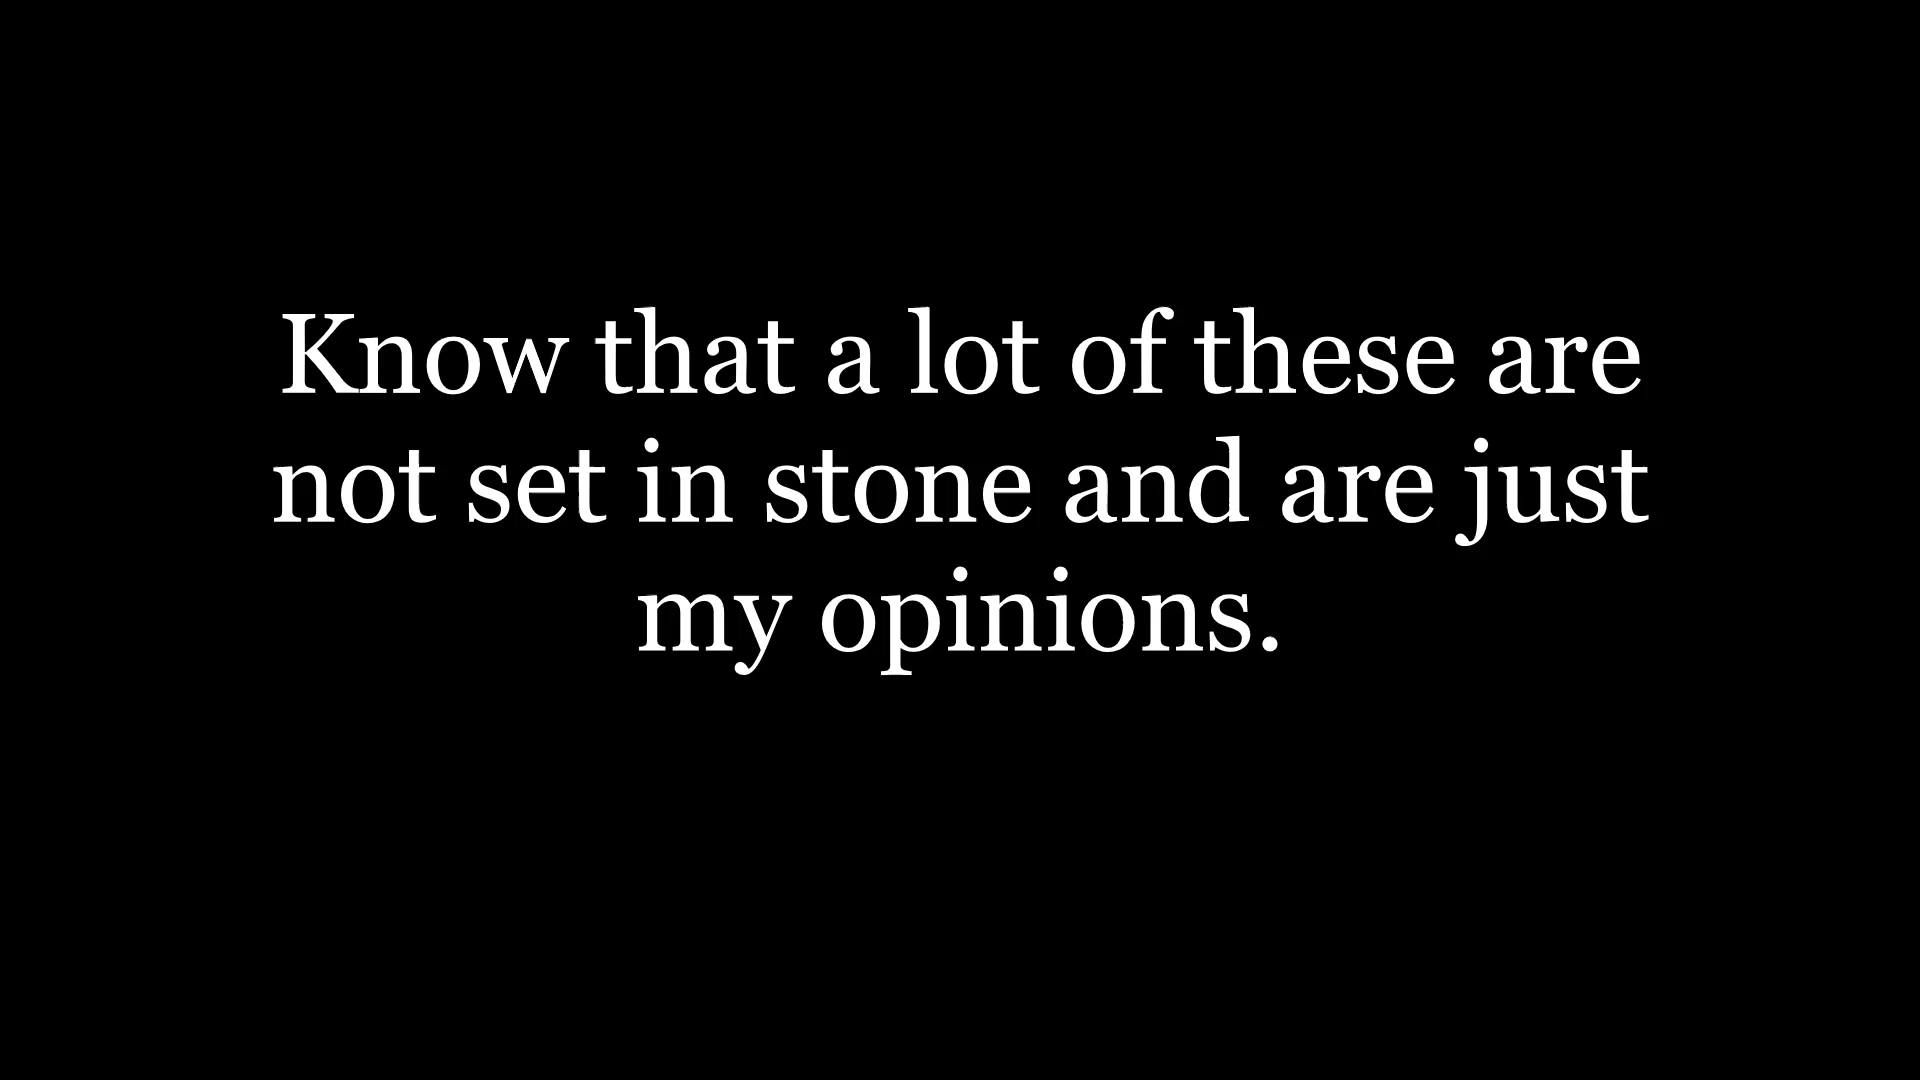 Know that a lot of these are
not set in stone and are just
my opinions.